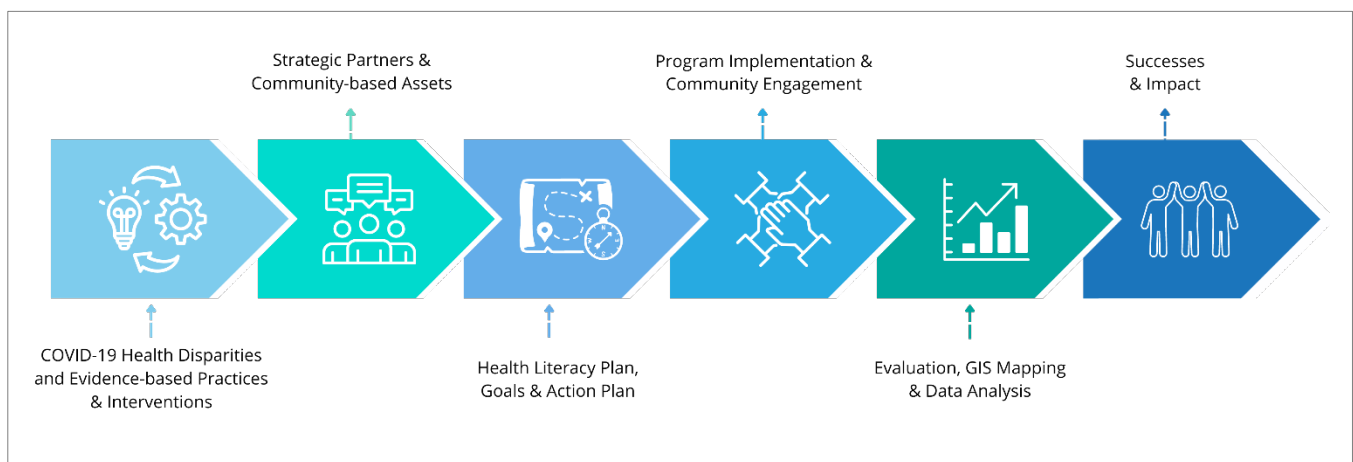 COVID-19 Health Disparities
and Evidence-based Practices
& Interventions
Strategic Partners &
Community-based Assets
Health Literacy Plan,
Goals & Action Plan
Program Implementation &
Community Engagement
Evaluation, GIS Mapping
& Data Analysis
Successes
& Impact